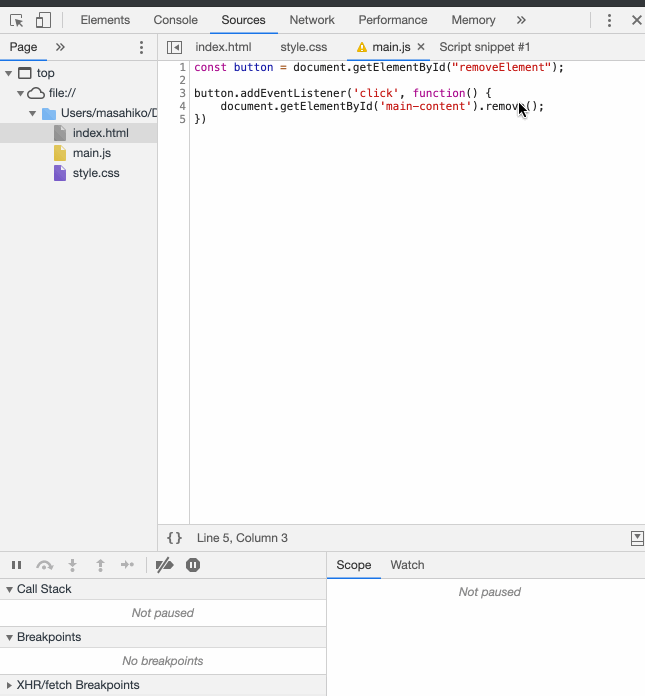 Elements Console Sources Network Performance Memory »
Page »
index.html style.css main.js × Script snippet #1
top
file://
Users/masahiko/D
index.html
main.js
style.css
1 const button = document.getElementById("removeElement");
2
3 button.addEventListener('click', function() {
4 document.getElementById('main-content').remove();
5 })
{} Line 5, Column 3
Scope Watch
Call Stack
Not paused
Not paused
Breakpoints
No breakpoints
XHR/fetch Breakpoints